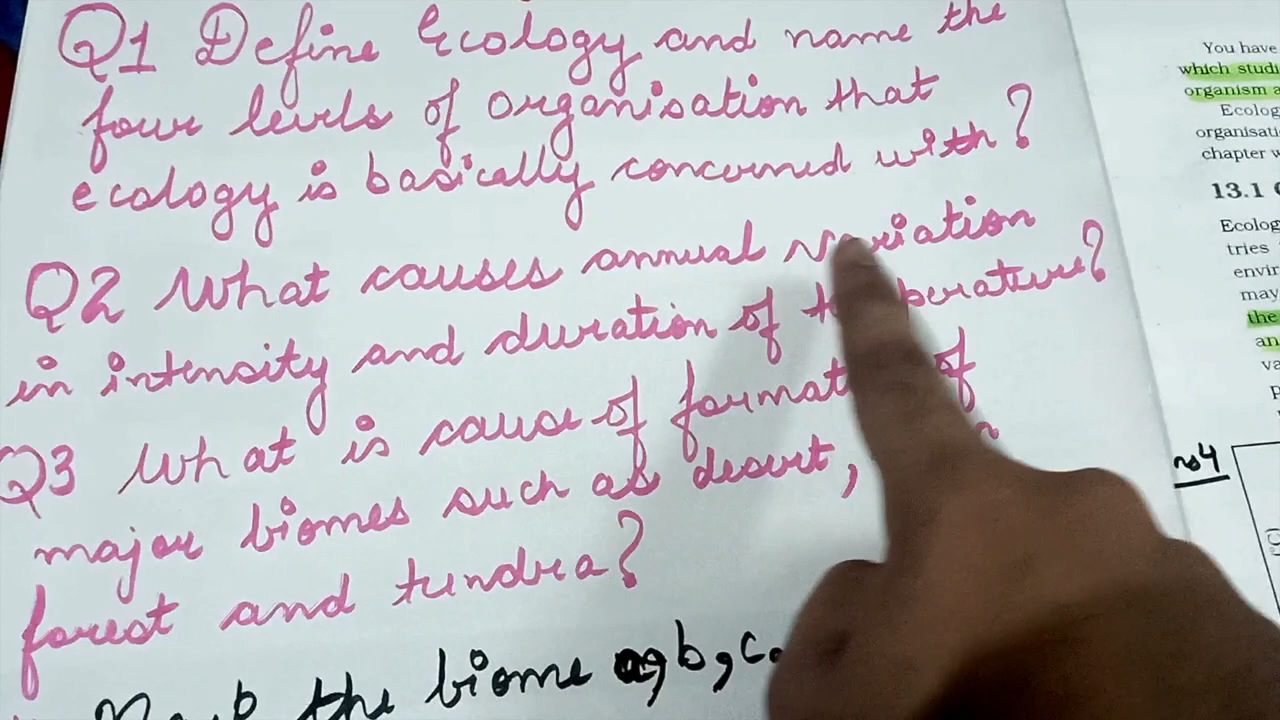 Q1 Define Ecology and name the
four levels of organisation that
ecology is basically concerned with?
Q2 What causes annual variation
in intensity and duration of temperature?
Q3 What is cause of formation of
major biomes such as desert,
forest and tundra?
Mark the biome a, b, c
You have
which studi
organism a
Ecolog
organisati
chapter w
13.1
Ecolog
tries
envir
may
the
an
va